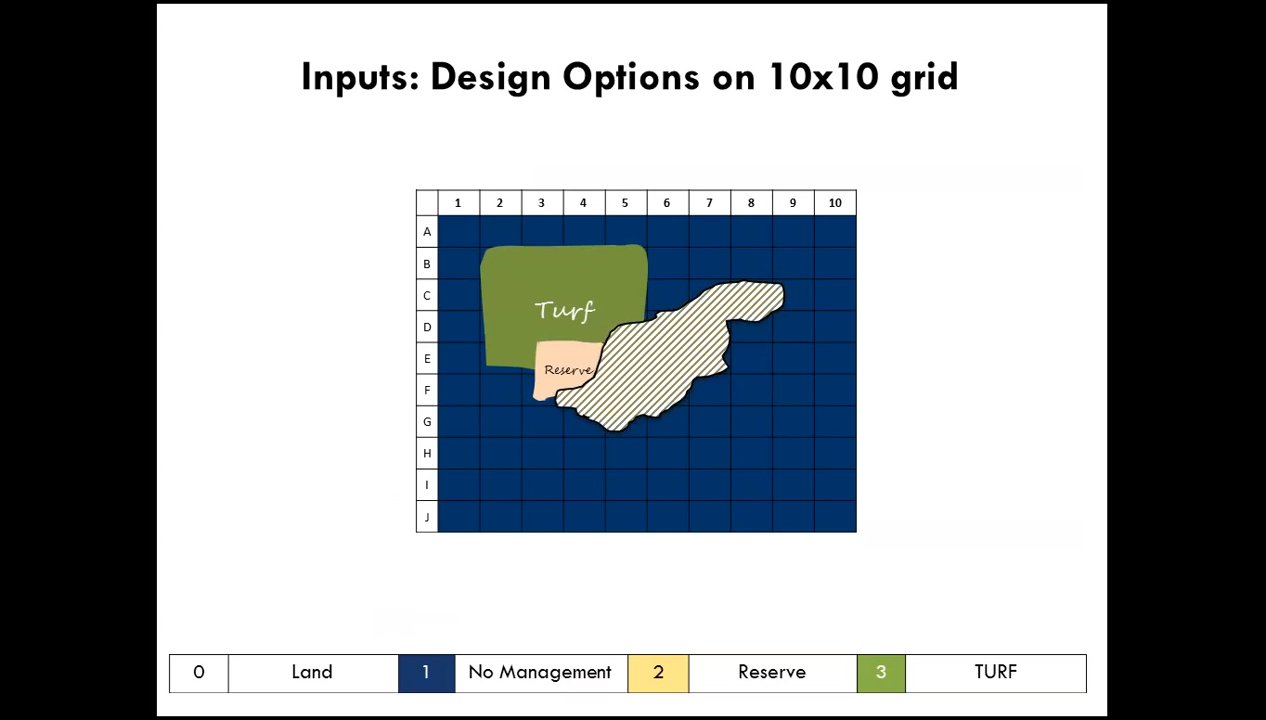 Inputs: Design Options on 10x10 grid
1 2 3 4 5 6 7 8 9 10
A
B
C
Turf
D
E
Reserve
F
G
H
I
J
0 Land 1 No Management 2 Reserve 3 TURF